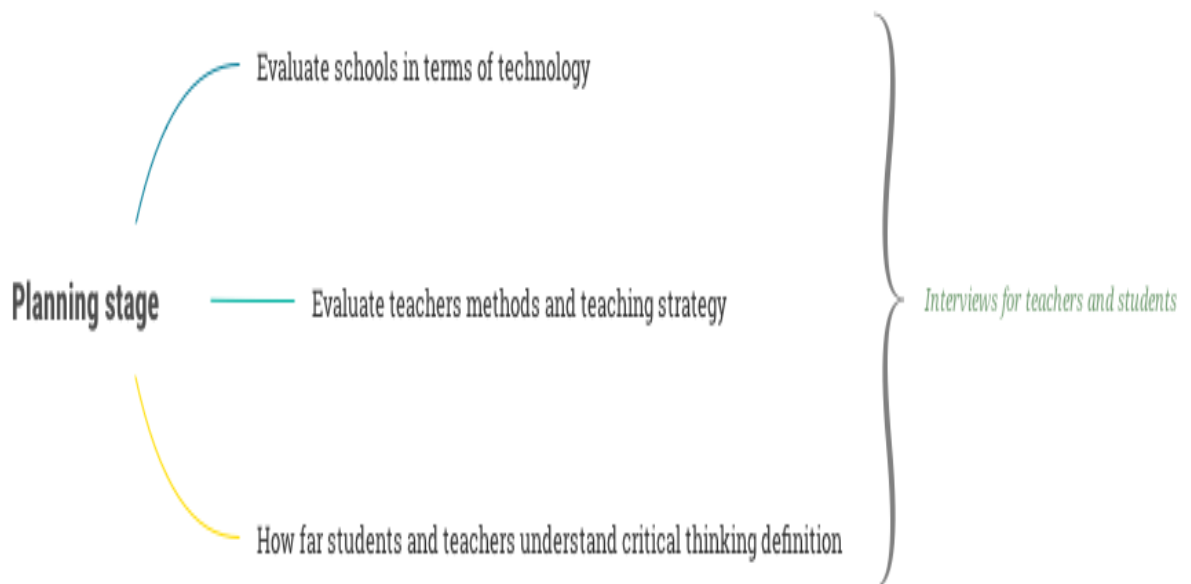 Evaluate schools in terms of technology
Planning stage
Evaluate teachers methods and teaching strategy
Interviews for teachers and students
How far students and teachers understand critical thinking definition